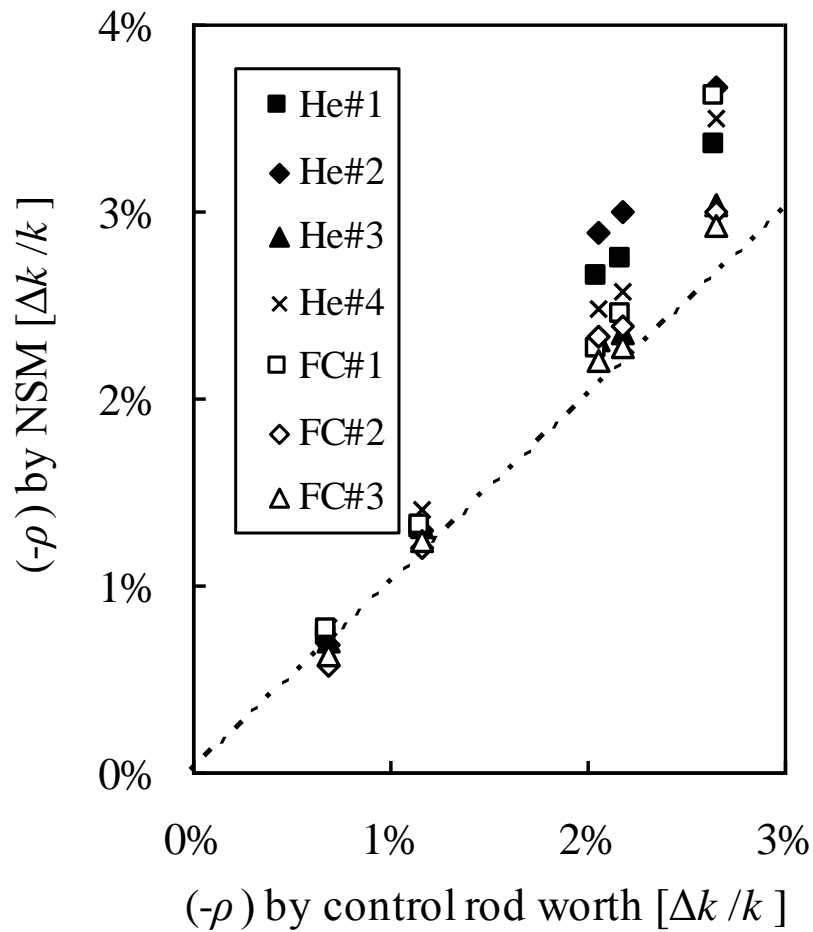 4%
3%
2%
1%
0%
(-ρ) by NSM [Δk/k]
He#1
He#2
He#3
He#4
FC#1
FC#2
FC#3
0% 1% 2% 3%
(-ρ) by control rod worth [Δk/k]